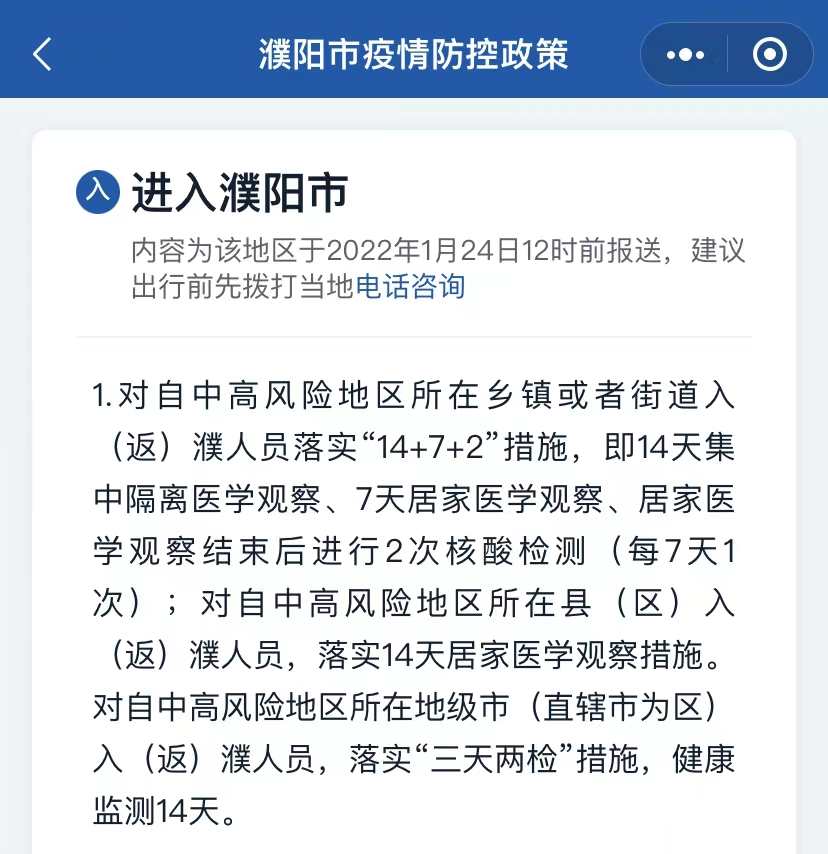 濮阳市疫情防控政策
入 进入濮阳市
内容为该地区于2022年1月24日12时前报送，建议
出行前先拨打当地电话咨询
1.对自中高风险地区所在乡镇或者街道入
（返）濮人员落实“14+7+2”措施，即14天集
中隔离医学观察、7天居家医学观察、居家医
学观察结束后进行2次核酸检测（每7天1
次）；对自中高风险地区所在县（区）入
（返）濮人员，落实14天居家医学观察措施。
对自中高风险地区所在地级市（直辖市为区）
入（返）濮人员，落实“三天两检”措施，健康
监测14天。